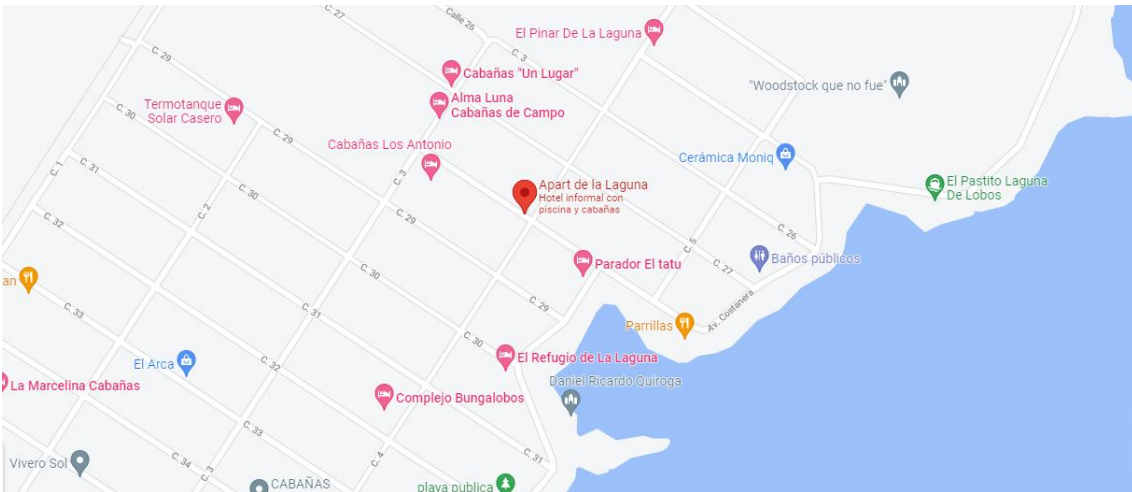 C. 27
Calle 26
El Pinar De La Laguna
C. 29
C. 3
Cabañas "Un Lugar"
"Woodstock que no fue"
Termotanque
Solar Casero
Alma Luna
Cabañas de Campo
C. 30
C. 29
Cabañas Los Antonio
Cerámica Moniq
C. 31
C. 1
C. 3
Apart de la Laguna
Hotel informal con
piscina y cabañas
El Pastito Laguna
De Lobos
C. 30
C. 2
C. 29
C. 32
C. 26
C. 5
C. 27
Baños públicos
Parador El tatu
C. 30
an
C. 29
C. 33
C. 31
Av. Costanera
Parrillas
C. 30
El Refugio de La Laguna
El Arca
C. 32
Daniel Ricardo Quiroga
La Marcelina Cabañas
Complejo Bungalobos
C. 33
Vivero Sol
C. 34
C. 3
C. 4
C. 31
CABAÑAS
playa publica